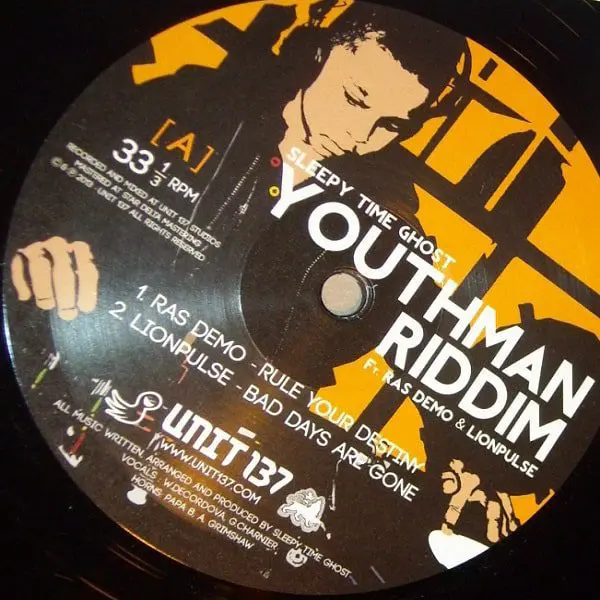 [A]
33 1/3 RPM
RECORDED AND MIXED AT UNIT 137 STUDIOS
MASTERED AT STAR DELTA MASTERING
© & ℗ 2013 UNIT 137 ALL RIGHTS RESERVED
SLEEPY TIME GHOST
YOUTHMAN
RIDDIM
FT. RAS DEMO & LIONPULSE
1. RAS DEMO - RULE YOUR DESTINY
2. LIONPULSE - BAD DAYS ARE GONE
UNIT 137
WWW.UNIT137.COM
ALL MUSIC WRITTEN, ARRANGED AND PRODUCED BY SLEEPY TIME GHOST
VOCALS: W.DECORDOVA, G.CHARNIER
HORNS: PAPA B, A. GRIMSHAW